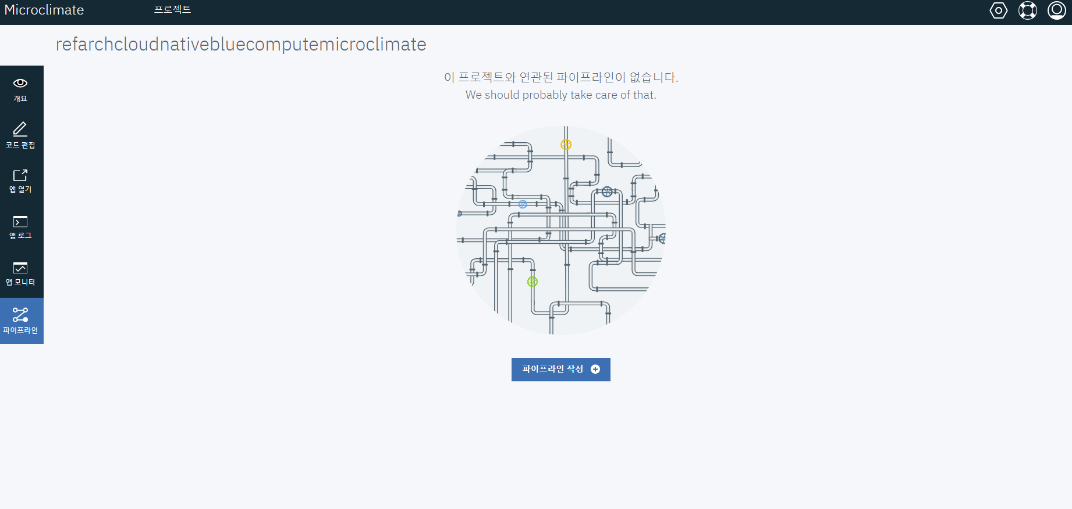 Microclimate
프로젝트
refarchcloudnativebluecomputemicroclimate
이 프로젝트와 연관된 파이프라인이 없습니다.
We should probably take care of that.
개요
코드 편집
앱 열기
앱 로그
앱 모니터
파이프라인
파이프라인 작성